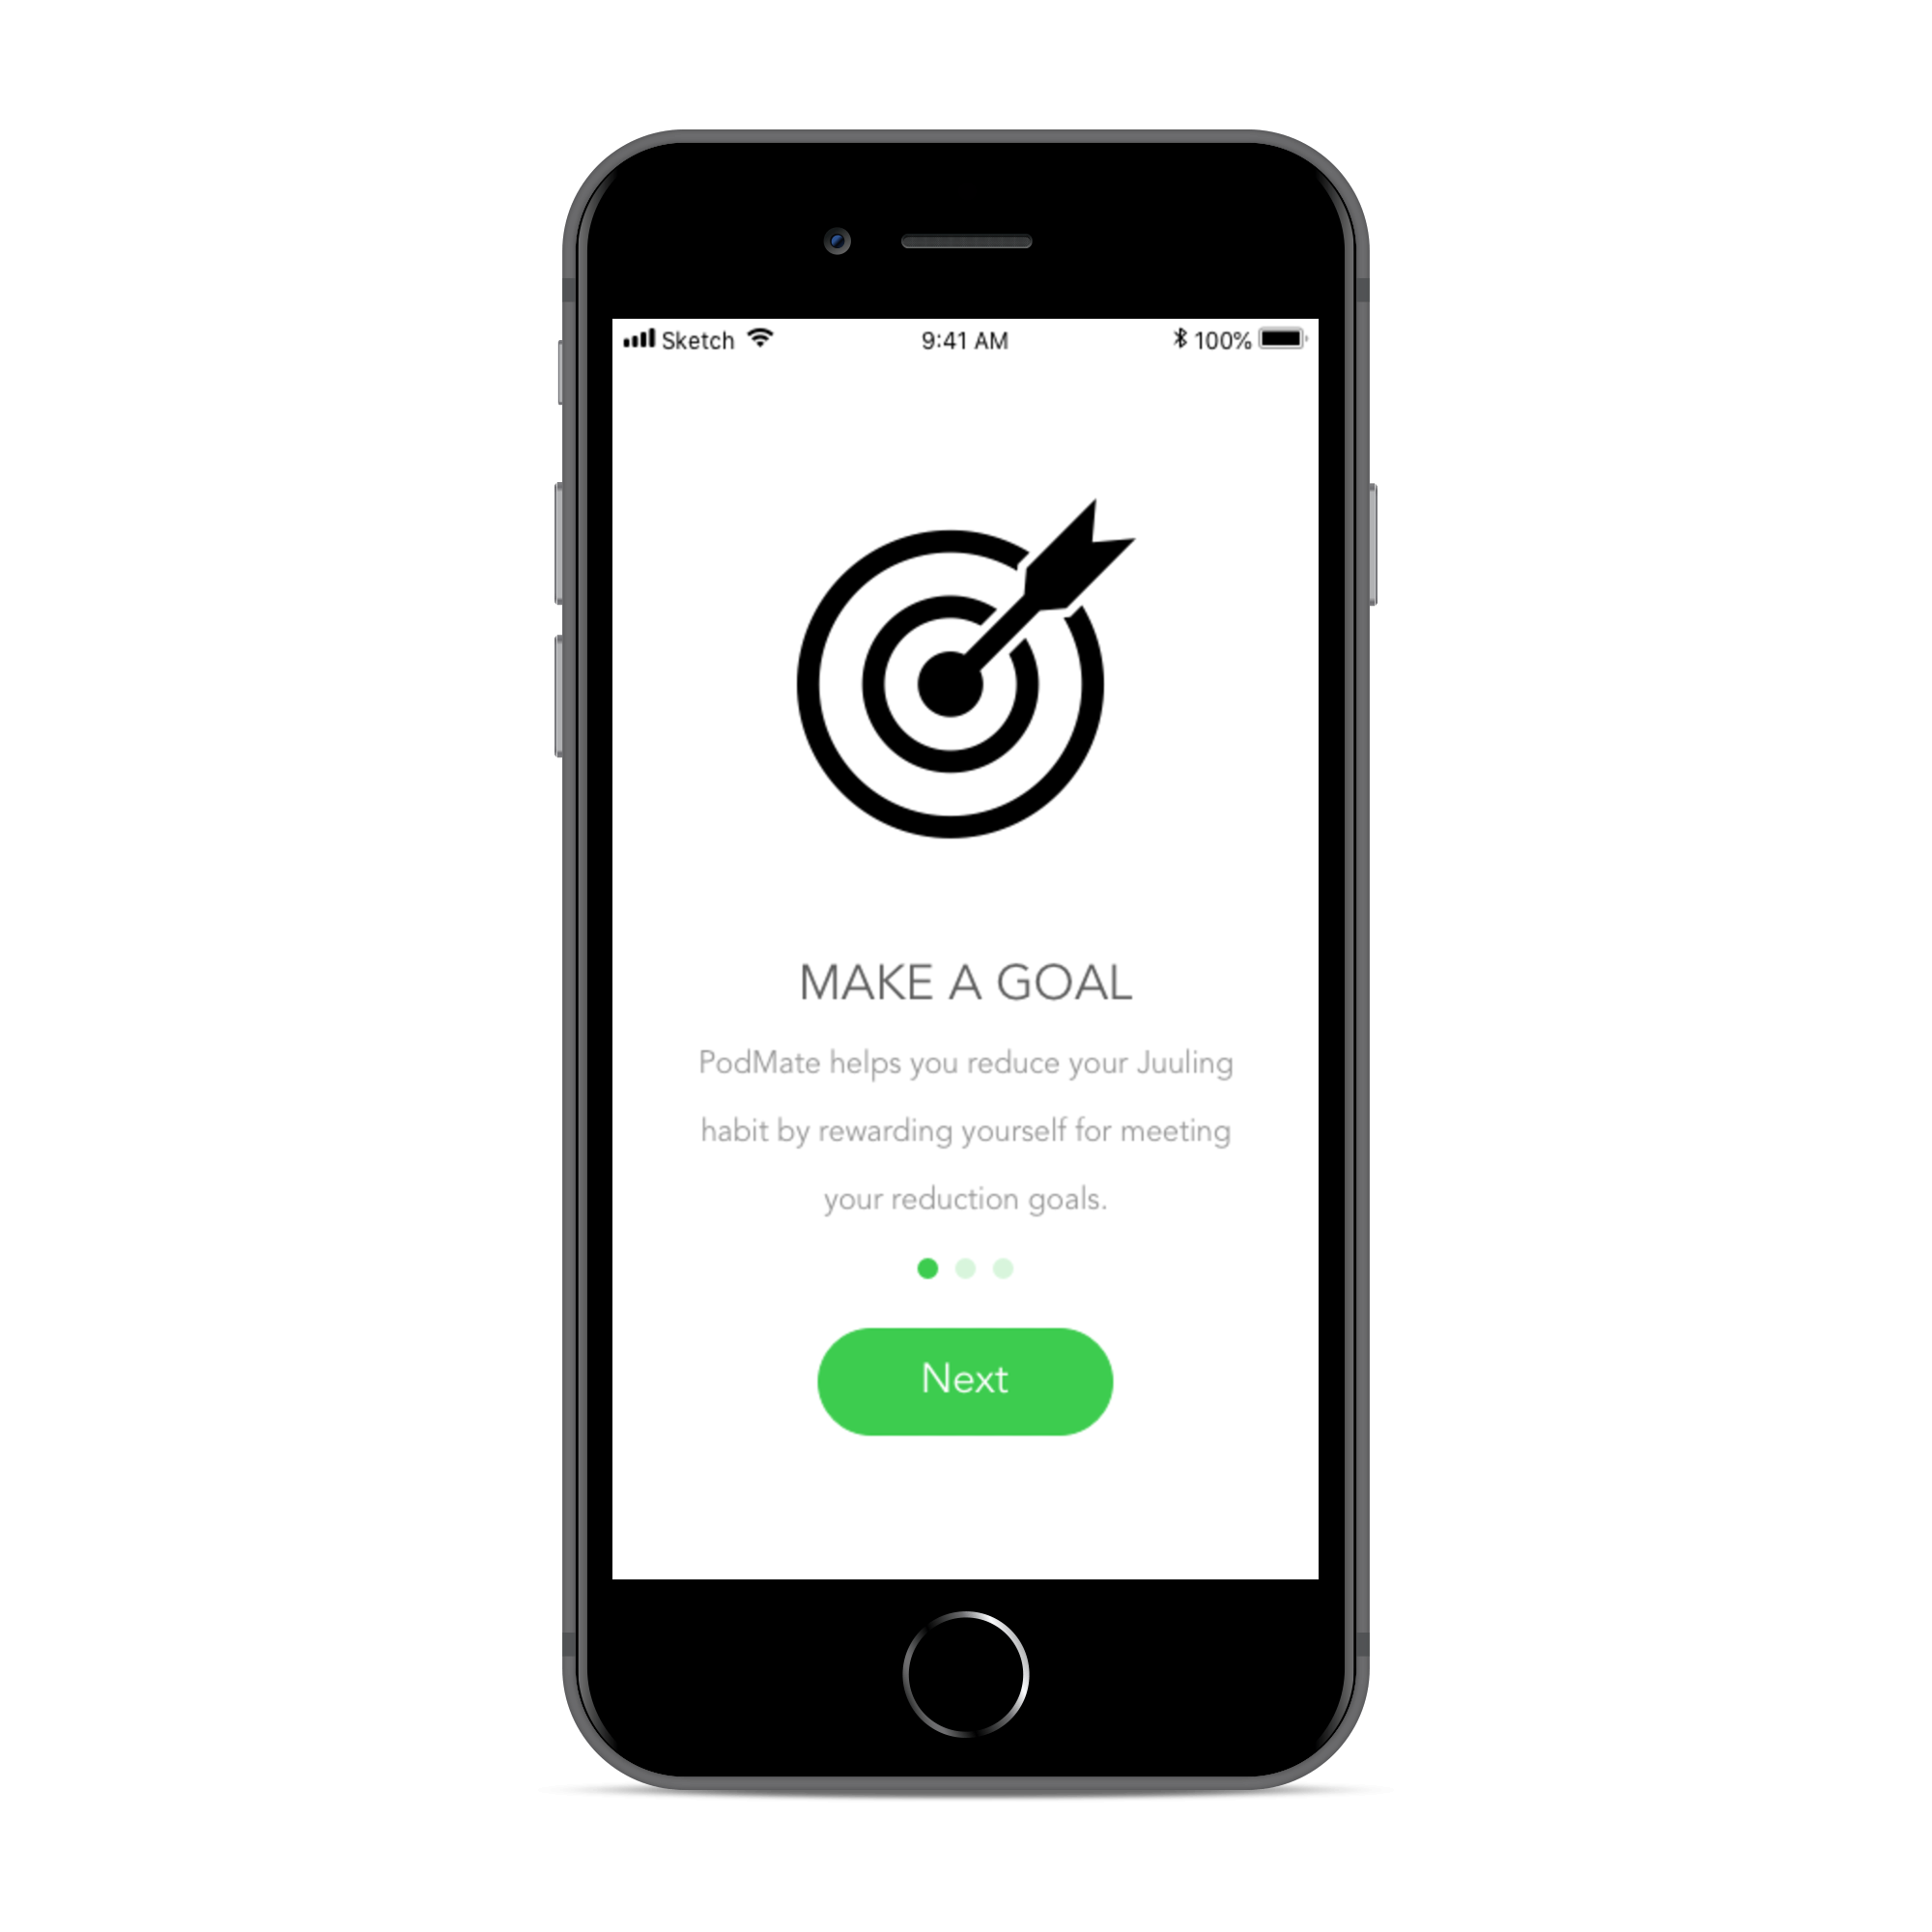 Sketch 9:41 AM 100%
MAKE A GOAL
PodMate helps you reduce your Juuling
habit by rewarding yourself for meeting
your reduction goals.
Next